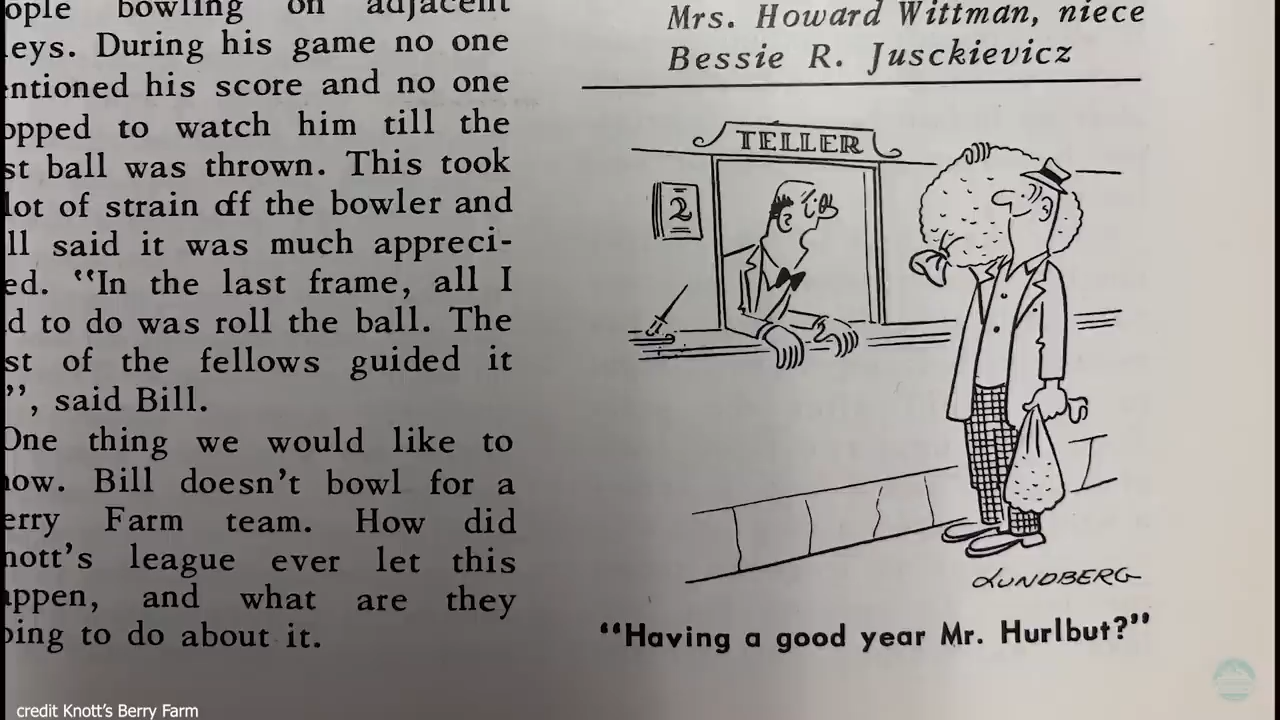 ople bowling on adjacent
leys. During his game no one
entioned his score and no one
opped to watch him till the
st ball was thrown. This took
lot of strain off the bowler and
ll said it was much appreci-
ed. “In the last frame, all I
d to do was roll the ball. The
st of the fellows guided it
”, said Bill.
One thing we would like to
now. Bill doesn’t bowl for a
erry Farm team. How did
nott’s league ever let this
appen, and what are they
oing to do about it.
Mrs. Howard Wittman, niece
Bessie R. Jusckievicz
TELLER
2
LUNDBERG
“Having a good year Mr. Hurlbut?”
credit Knott’s Berry Farm